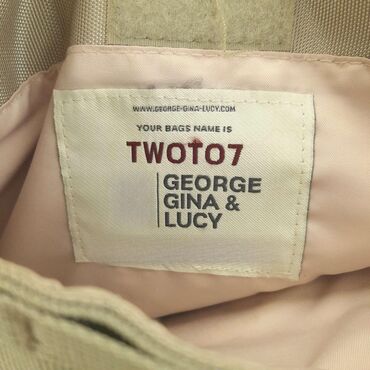 WWW.GEORGE-GINA-LUCY.COM
YOUR BAGS NAME IS
TWOTO7
GEORGE
GINA &
LUCY